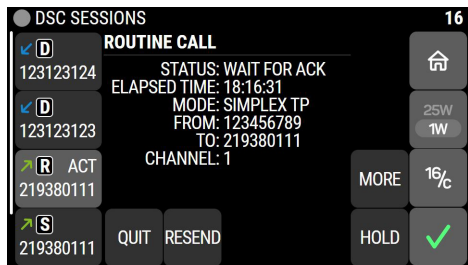 DSC SESSIONS 16
D
123123124
D
123123123
R ACT
219380111
S
219380111
ROUTINE CALL
STATUS: WAIT FOR ACK
ELAPSED TIME: 18:16:31
MODE: SIMPLEX TP
FROM: 123456789
TO: 219380111
CHANNEL: 1
QUIT RESEND
MORE
HOLD
25W
1W
16/C